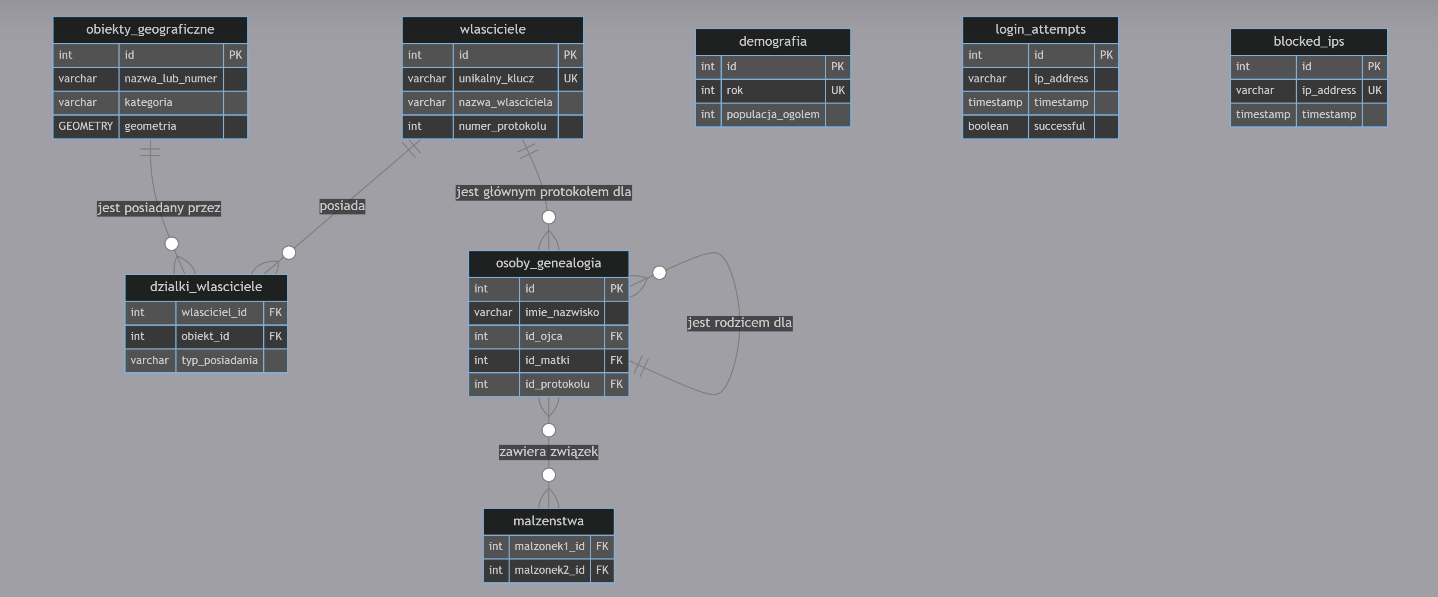 obiekty_geograficzne
int id PK
varchar nazwa_lub_numer
varchar kategoria
GEOMETRY geometria
wlasciciele
int id PK
varchar unikalny_klucz UK
varchar nazwa_wlasciciela
int numer_protokolu
demografia
int id PK
int rok UK
int populacja_ogolem
login_attempts
int id PK
varchar ip_address
timestamp timestamp
boolean successful
blocked_ips
int id PK
varchar ip_address UK
timestamp timestamp
jest posiadany przez
posiada
jest głównym protokołem dla
dzialki_wlasciciele
int wlasciciel_id FK
int obiekt_id FK
varchar typ_posiadania
osoby_genealogia
int id PK
varchar imie_nazwisko
int id_ojca FK
int id_matki FK
int id_protokolu FK
jest rodzicem dla
zawiera związek
malzenstwa
int malzonek1_id FK
int malzonek2_id FK